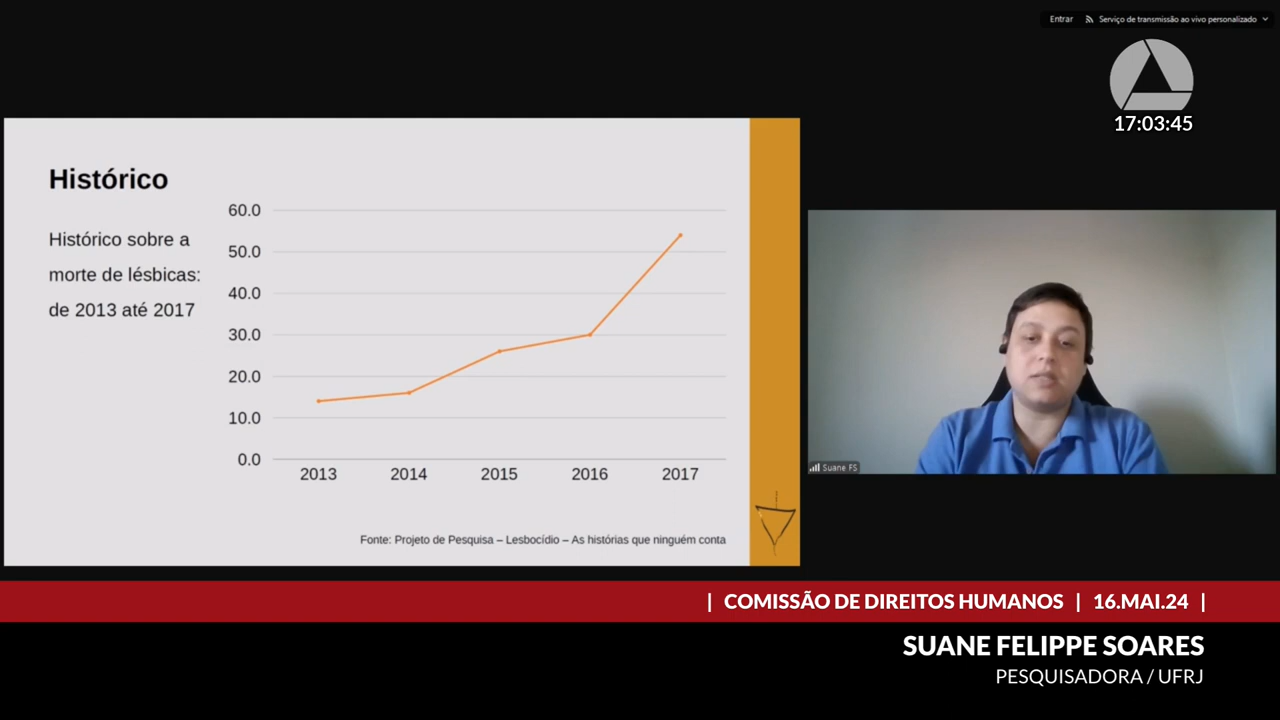 Entrar Serviço de transmissão ao vivo personalizado
17:03:45
Histórico
Histórico sobre a
morte de lésbicas:
de 2013 até 2017
60.0
50.0
40.0
30.0
20.0
10.0
0.0
2013 2014 2015 2016 2017
Fonte: Projeto de Pesquisa – Lesbocídio – As histórias que ninguém conta
Suane FS
| COMISSÃO DE DIREITOS HUMANOS | 16.MAI.24 |
SUANE FELIPPE SOARES
PESQUISADORA / UFRJ